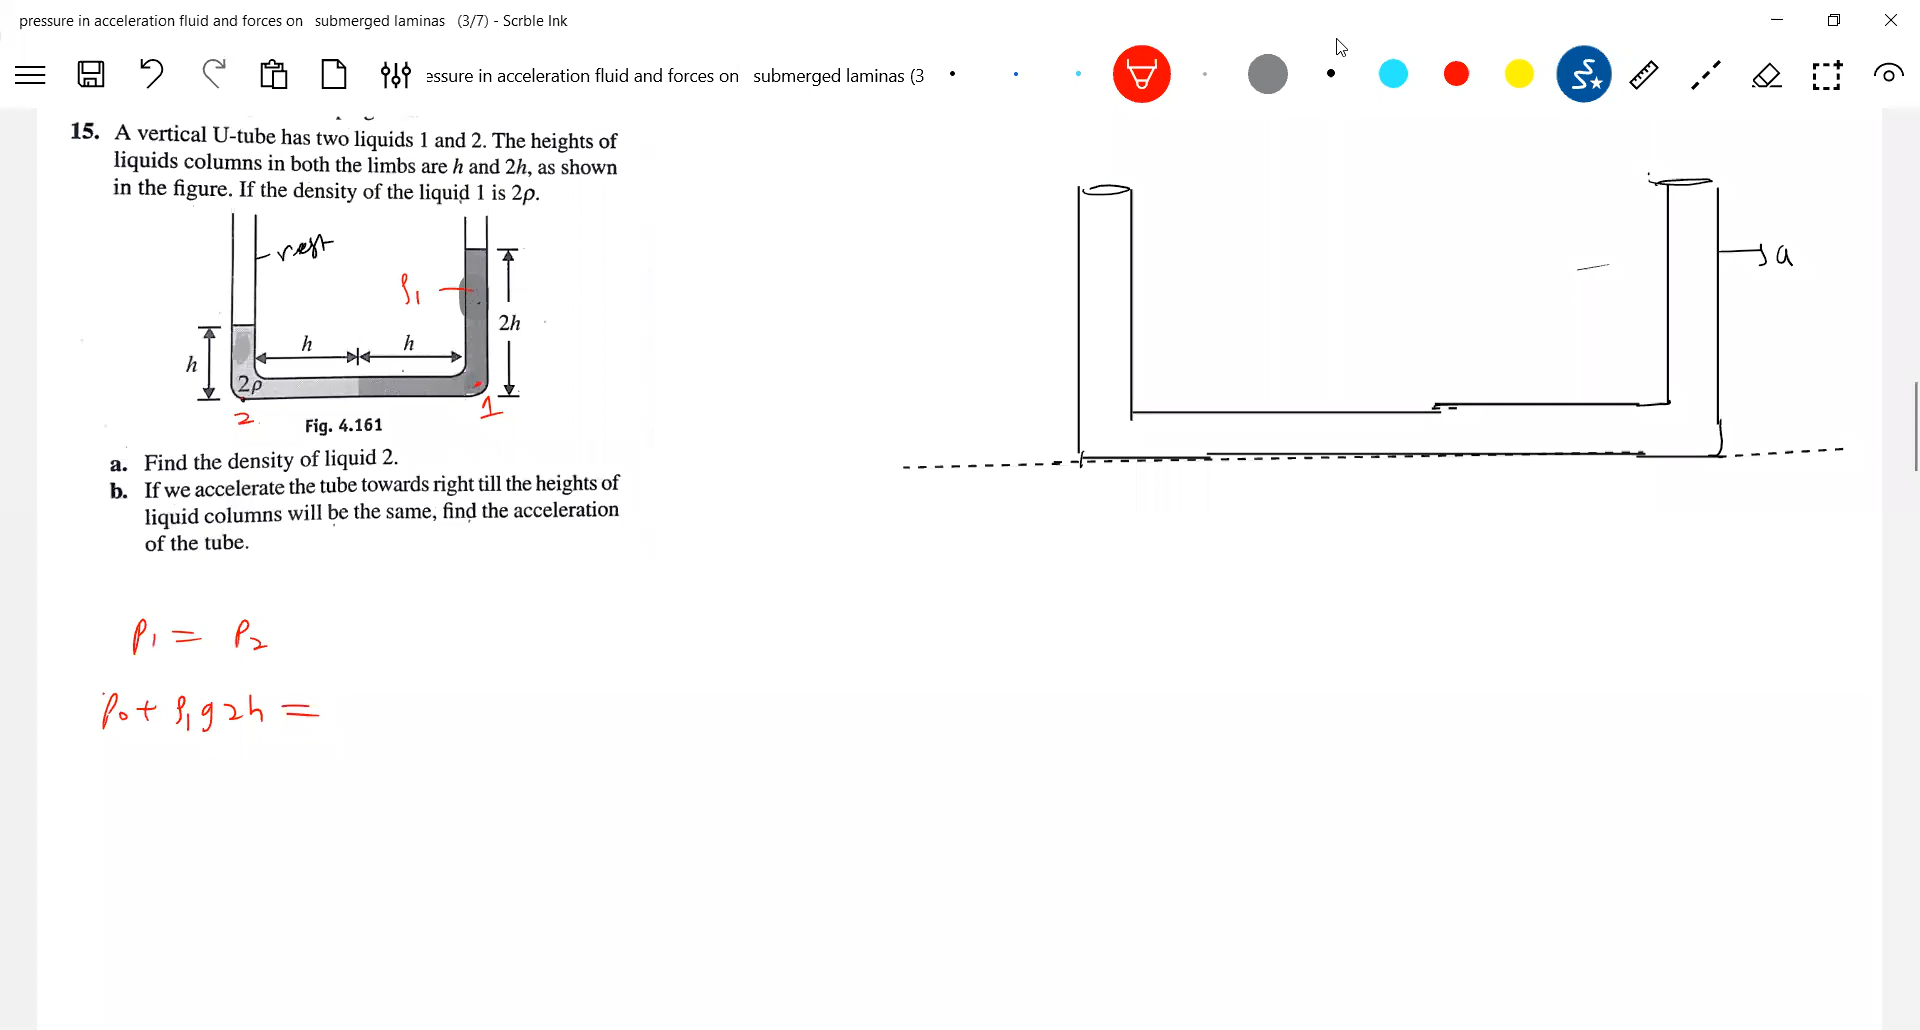 pressure in acceleration fluid and forces on submerged laminas (3/7) - Scrble Ink
essure in acceleration fluid and forces on submerged laminas (3
15. A vertical U-tube has two liquids 1 and 2. The heights of
liquids columns in both the limbs are h and 2h, as shown
in the figure. If the density of the liquid 1 is 2ρ.
rest
ρ₁
2h
h
h
h
2ρ
2
1
Fig. 4.161
a. Find the density of liquid 2.
b. If we accelerate the tube towards right till the heights of
liquid columns will be the same, find the acceleration
of the tube.
a
P₁ = P₂
P₀ + ρ₁g2h =